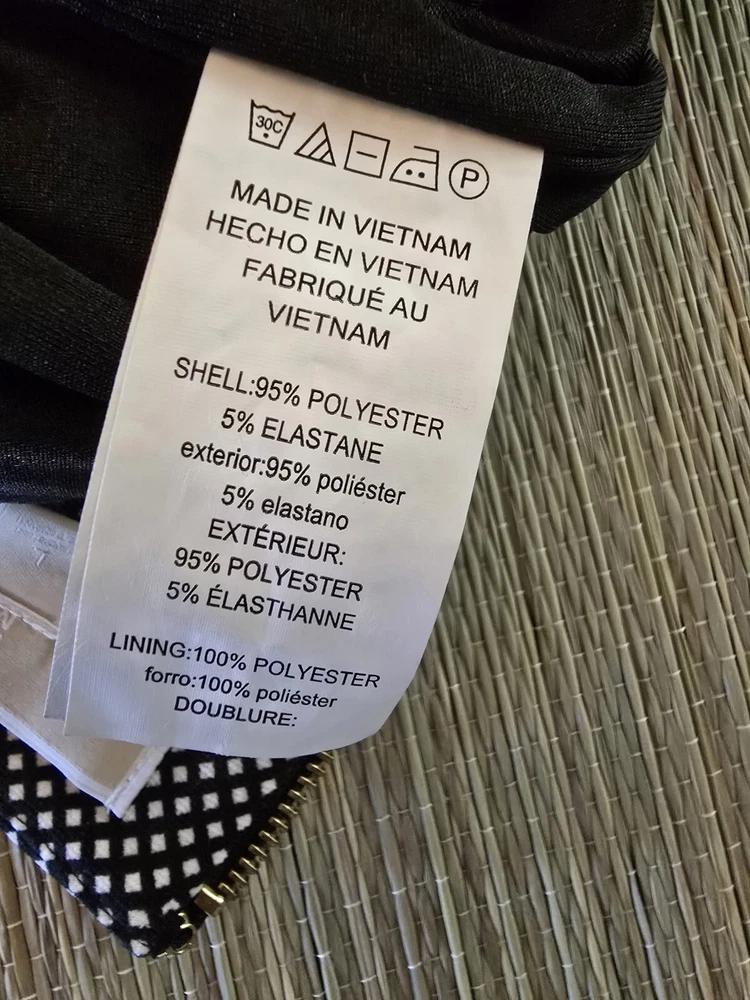 30C
P
MADE IN VIETNAM
HECHO EN VIETNAM
FABRIQUÉ AU
VIETNAM
SHELL:95% POLYESTER
5% ELASTANE
exterior:95% poliéster
5% elastano
EXTÉRIEUR:
95% POLYESTER
5% ÉLASTHANNE
LINING:100% POLYESTER
forro:100% poliéster
DOUBLURE: